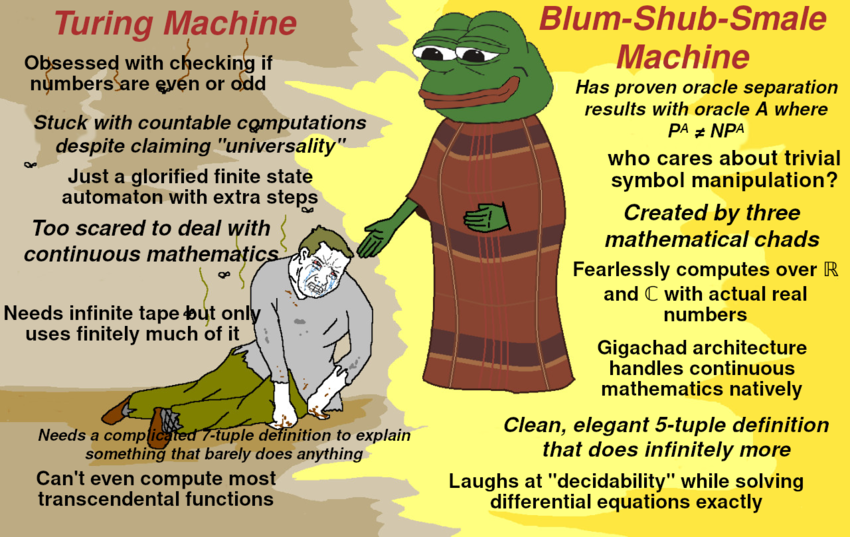 Turing Machine
Obsessed with checking if
numbers are even or odd
Stuck with countable computations
despite claiming "universality"
Just a glorified finite state
automaton with extra steps
Too scared to deal with
continuous mathematics
Needs infinite tape but only
uses finitely much of it
Needs a complicated 7-tuple definition to explain
something that barely does anything
Can't even compute most
transcendental functions
Blum-Shub-Smale
Machine
Has proven oracle separation
results with oracle A where
Pᴬ ≠ NPᴬ
who cares about trivial
symbol manipulation?
Created by three
mathematical chads
Fearlessly computes over ℝ
and ℂ with actual real
numbers
Gigachad architecture
handles continuous
mathematics natively
Clean, elegant 5-tuple definition
that does infinitely more
Laughs at "decidability" while solving
differential equations exactly